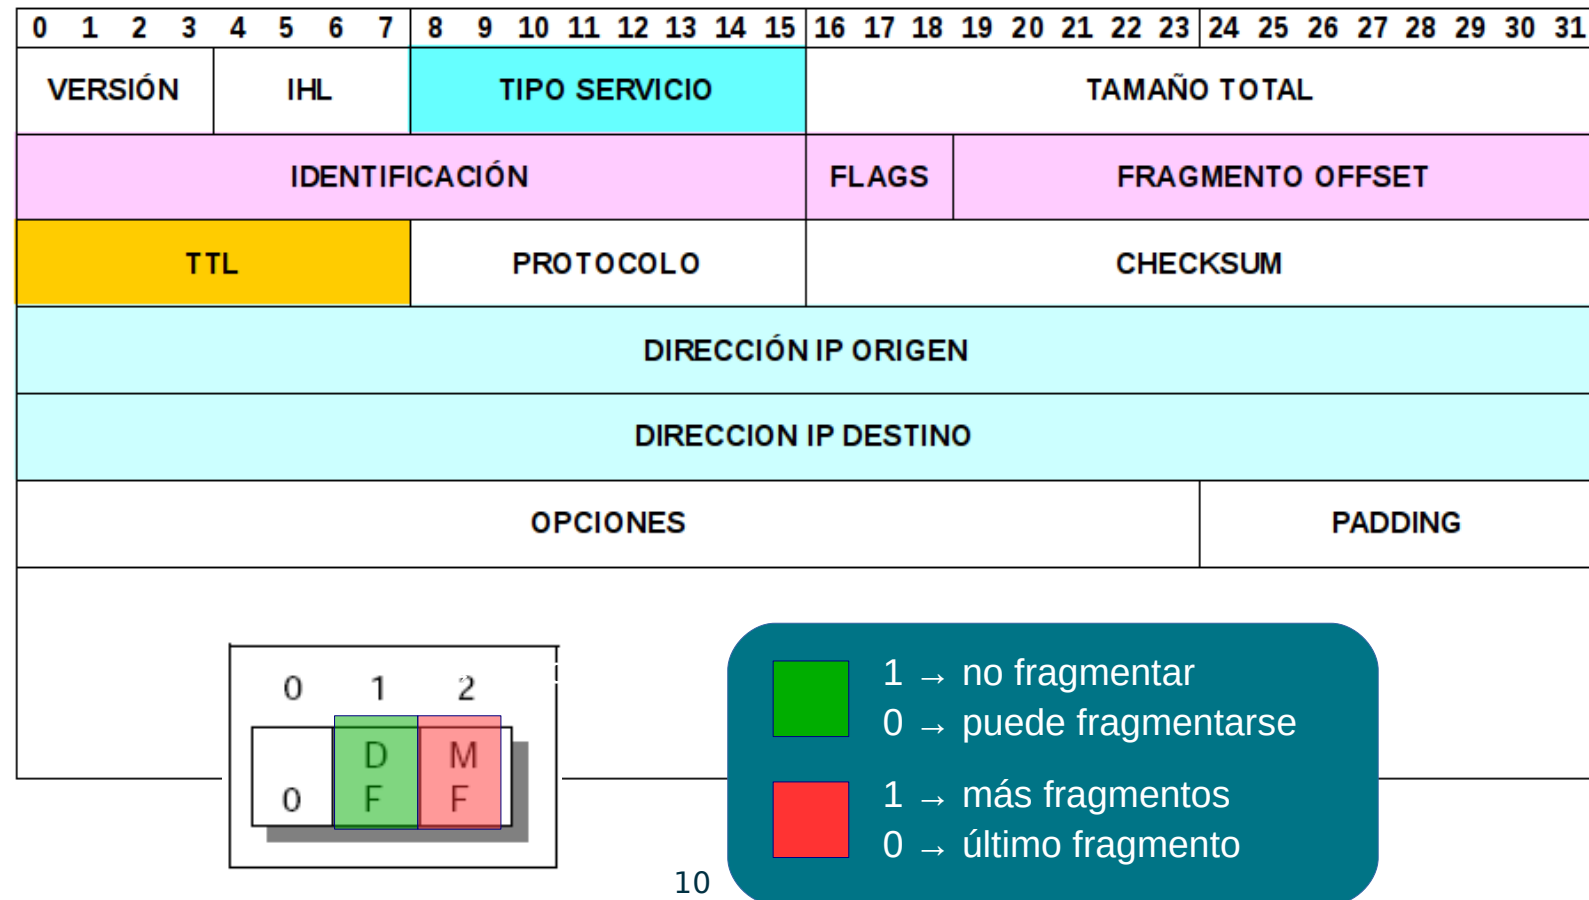 0 1 2 3 4 5 6 7 8 9 10 11 12 13 14 15 16 17 18 19 20 21 22 23 24 25 26 27 28 29 30 31
VERSIÓN IHL TIPO SERVICIO TAMAÑO TOTAL
IDENTIFICACIÓN FLAGS FRAGMENTO OFFSET
TTL PROTOCOLO CHECKSUM
DIRECCIÓN IP ORIGEN
DIRECCION IP DESTINO
OPCIONES PADDING
0 1 2
D M
0 F F
1 → no fragmentar
0 → puede fragmentarse
1 → más fragmentos
0 → último fragmento
10